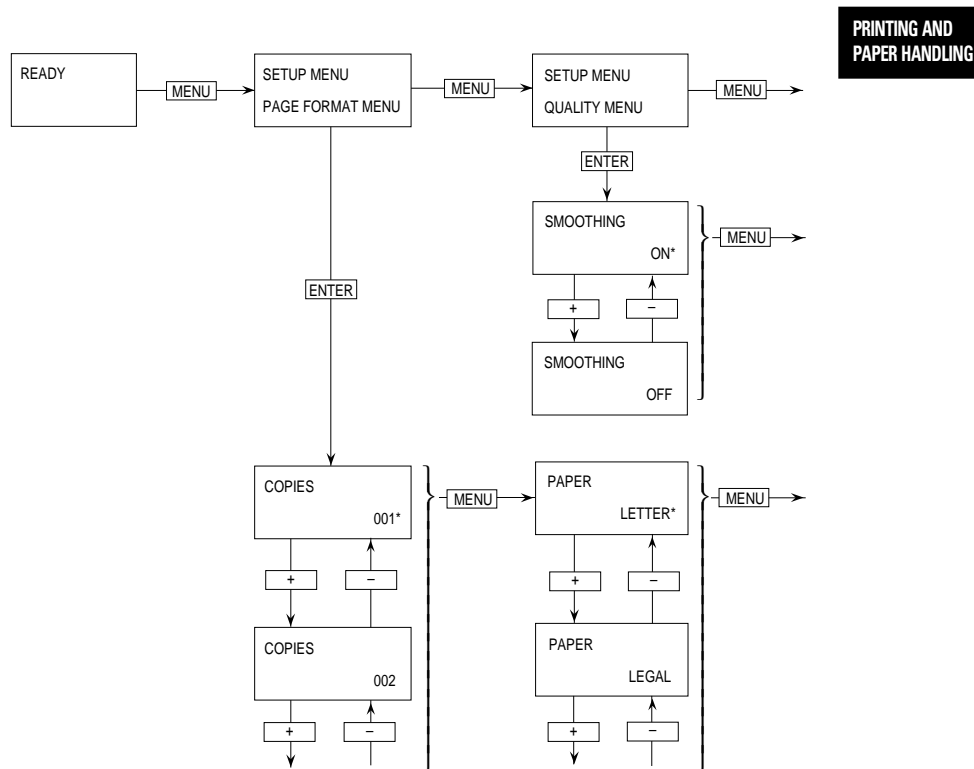 PRINTING AND
PAPER HANDLING
READY
MENU
SETUP MENU
PAGE FORMAT MENU
MENU
SETUP MENU
QUALITY MENU
MENU
ENTER
SMOOTHING
ON*
MENU
+
–
SMOOTHING
OFF
ENTER
COPIES
001*
MENU
PAPER
LETTER*
MENU
+
–
+
–
COPIES
002
PAPER
LEGAL
+
–
+
–